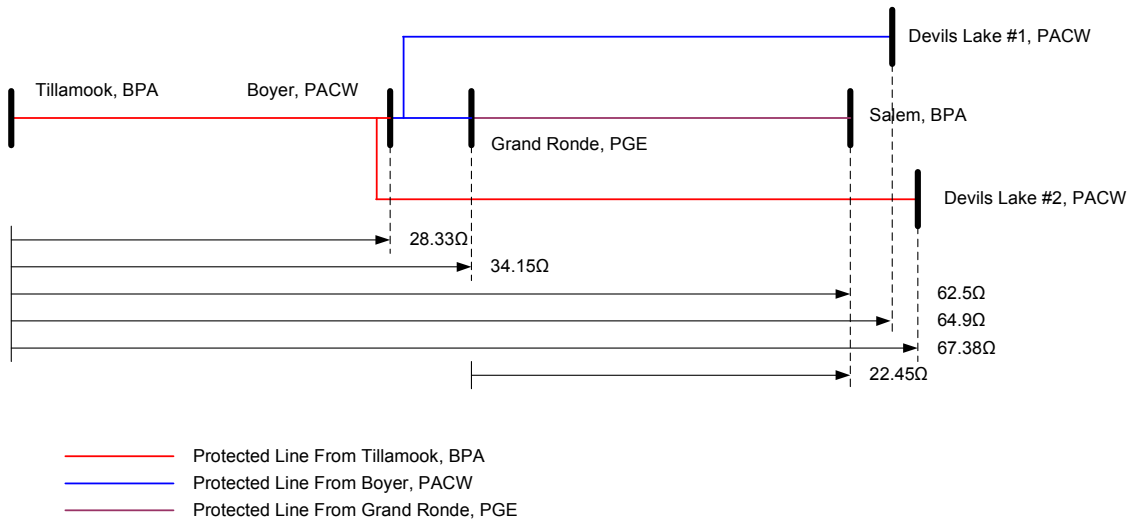 Devils Lake #1, PACW
Tillamook, BPA
Boyer, PACW
Salem, BPA
Grand Ronde, PGE
Devils Lake #2, PACW
28.33Ω
34.15Ω
62.5Ω
64.9Ω
67.38Ω
22.45Ω
Protected Line From Tillamook, BPA
Protected Line From Boyer, PACW
Protected Line From Grand Ronde, PGE